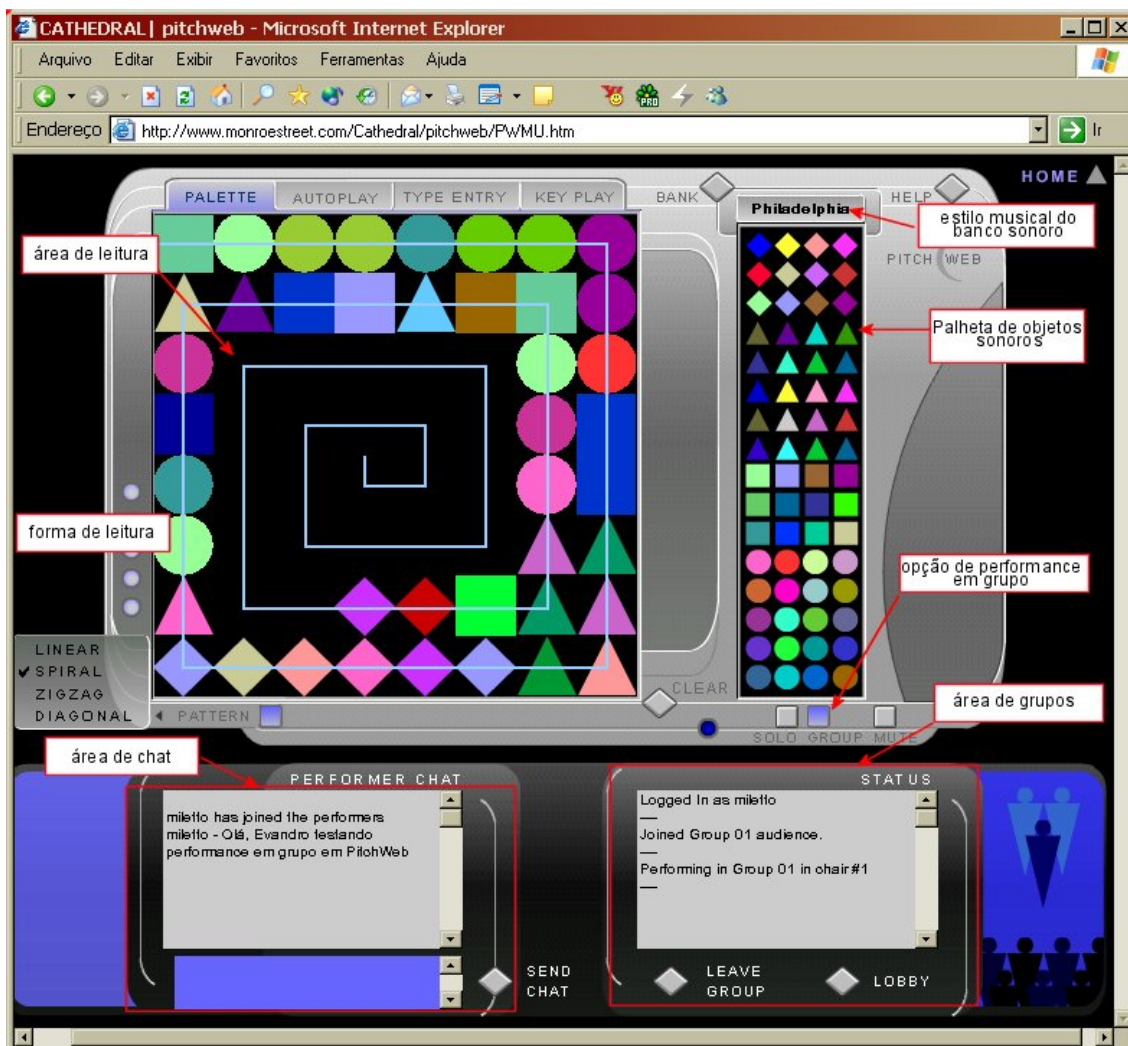 CATHEDRAL | pitchweb - Microsoft Internet Explorer
Arquivo Editar Exibir Favoritos Ferramentas Ajuda
PRO
Endereço http://www.monroestreet.com/Cathedral/pitchweb/PWMU.htm Ir
HOME
PALETTE AUTOPLAY TYPE ENTRY KEY PLAY BANK HELP
Philadelphia
estilo musical do
banco sonoro
área de leitura
PITCH WEB
Palheta de objetos
sonoros
forma de leitura
opção de performance
em grupo
LINEAR
SPIRAL
ZIGZAG
DIAGONAL
PATTERN
CLEAR
área de grupos
SOLO GROUP MUTE
área de chat
PERFORMER CHAT
miletto has joined the performers
miletto - Olá, Evandro testando
performance em grupo em PitchWeb
SEND
CHAT
STATUS
Logged In as miletto
Joined Group 01 audience.
Performing in Group 01 in chair#1
LEAVE
GROUP
LOBBY